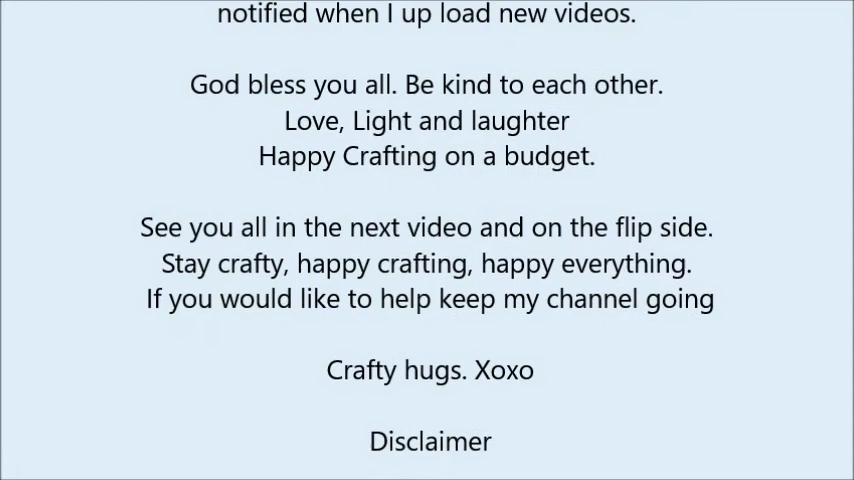 notified when I up load new videos.
God bless you all. Be kind to each other.
Love, Light and laughter
Happy Crafting on a budget.
See you all in the next video and on the flip side.
Stay crafty, happy crafting, happy everything.
If you would like to help keep my channel going
Crafty hugs. Xoxo
Disclaimer